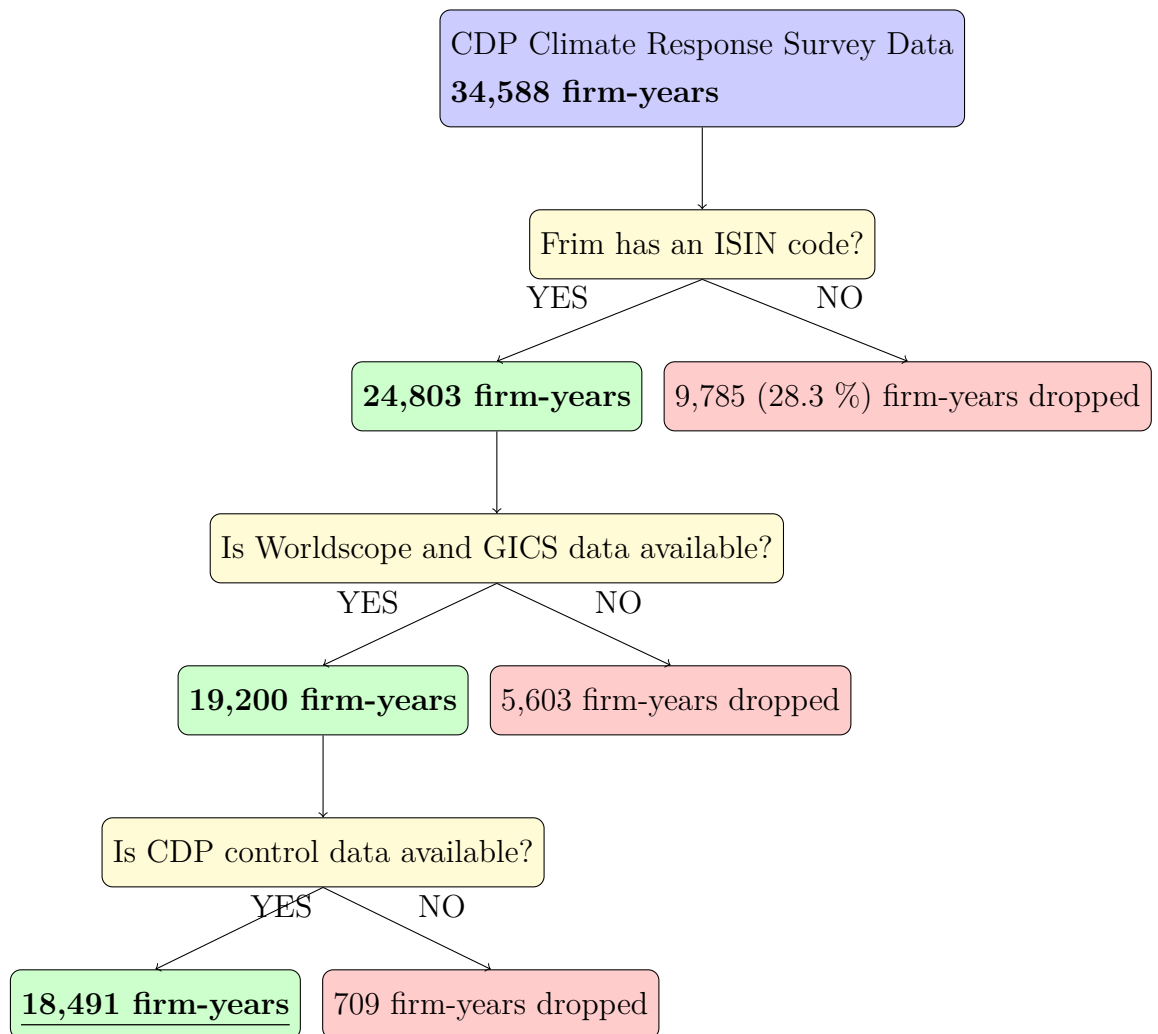 CDP Climate Response Survey Data
34,588 firm-years
Frim has an ISIN code?
YES
NO
24,803 firm-years
9,785 (28.3 %) firm-years dropped
Is Worldscope and GICS data available?
YES
NO
19,200 firm-years
5,603 firm-years dropped
Is CDP control data available?
YES
NO
18,491 firm-years
709 firm-years dropped